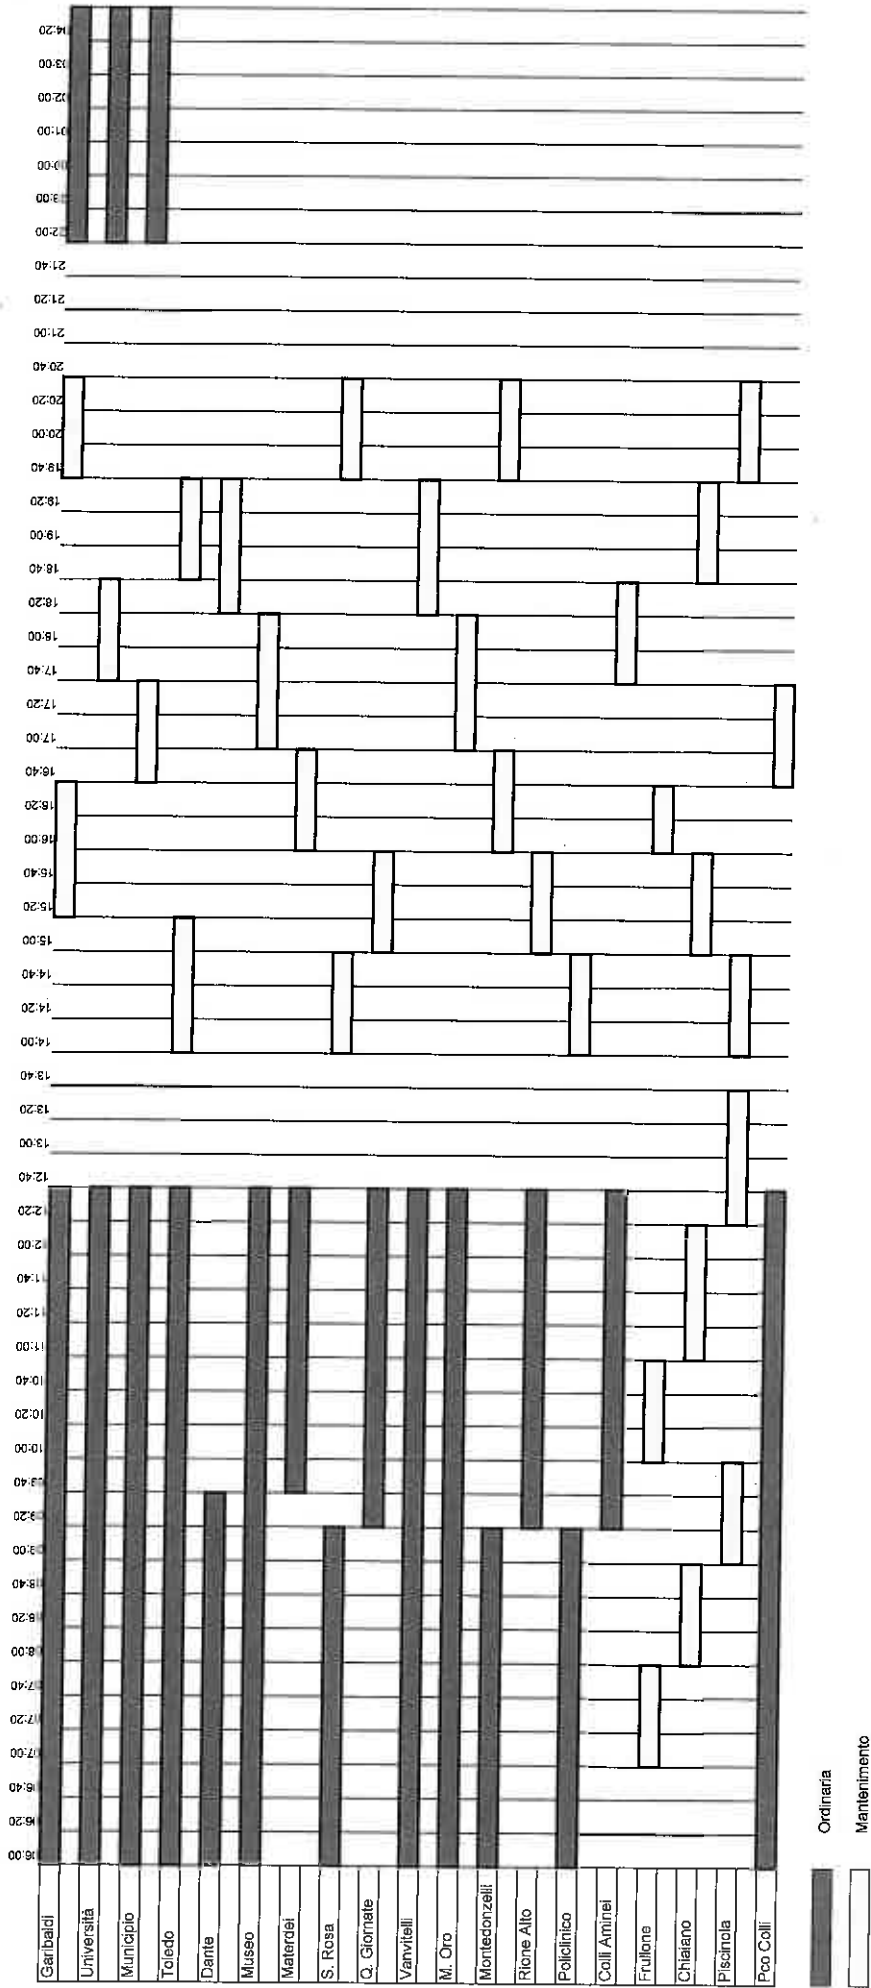 06:00
06:20
06:40
07:00
07:20
07:40
08:00
08:20
08:40
09:00
09:20
09:40
10:00
10:20
10:40
11:00
11:20
11:40
12:00
12:20
12:40
13:00
13:20
13:40
14:00
14:20
14:40
15:00
15:20
15:40
16:00
16:20
16:40
17:00
17:20
17:40
18:00
18:20
18:40
19:00
19:20
19:40
20:00
20:20
20:40
21:00
21:20
21:40
22:00
23:00
00:00
01:00
02:00
03:00
04:20
Garibaldi
Università
Municipio
Toledo
Dante
Museo
Materdei
S. Rosa
Q. Giornate
Vanvitelli
M. Oro
Montedonzelli
Rione Alto
Policlinico
Colli Aminei
Frullone
Chiaiano
Piscinola
Pco Colli
Ordinaria
Mantenimento